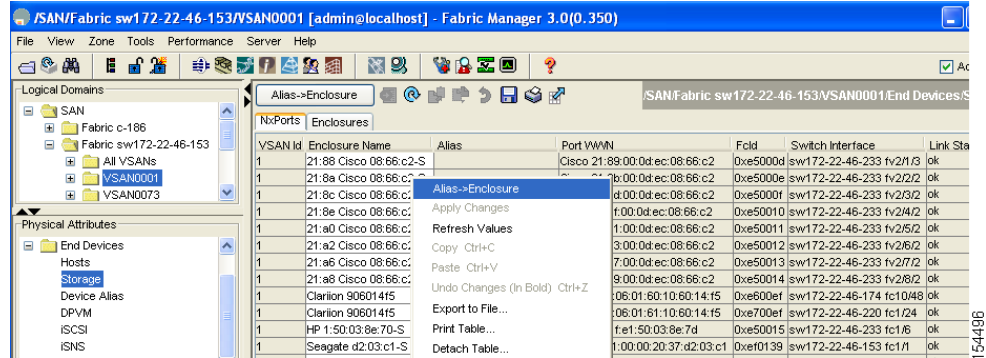 /SAN/Fabric sw172-22-46-153/VSAN0001 [admin@localhost] - Fabric Manager 3.0(0.350)
File View Zone Tools Performance Server Help
Logical Domains
SAN
Fabric c-186
Fabric sw172-22-46-153
All VSANs
VSAN0001
VSAN0073
Physical Attributes
End Devices
Hosts
Storage
Device Alias
DPVM
iSCSI
iSNS
Alias->Enclosure /SAN/Fabric sw172-22-46-153/VSAN0001/End Devices/S
NxPorts Enclosures
VSAN Id Enclosure Name Alias Port WWN FcId Switch Interface Link Sta
1 21:88 Cisco 08:66:c2-S Cisco 21:89:00:0d:ec:08:66:c2 0xe5000d sw172-22-46-233 fv2/1/3 ok
1 21:8a Cisco 08:66:c2-S :00:0d:ec:08:66:c2 0xe5000e sw172-22-46-233 fv2/2/2 ok
1 21:8c Cisco 08:66:c2 d:00:0d:ec:08:66:c2 0xe5000f sw172-22-46-233 fv2/3/2 ok
1 21:8e Cisco 08:66:c2 f:00:0d:ec:08:66:c2 0xe50010 sw172-22-46-233 fv2/4/2 ok
1 21:a0 Cisco 08:66:c2 1:00:0d:ec:08:66:c2 0xe50011 sw172-22-46-233 fv2/5/2 ok
1 21:a2 Cisco 08:66:c2 3:00:0d:ec:08:66:c2 0xe50012 sw172-22-46-233 fv2/6/2 ok
1 21:a6 Cisco 08:66:c2 7:00:0d:ec:08:66:c2 0xe50013 sw172-22-46-233 fv2/7/2 ok
1 21:a8 Cisco 08:66:c2 9:00:0d:ec:08:66:c2 0xe50014 sw172-22-46-233 fv2/8/2 ok
1 Clariion 906014f5 :06:01:60:10:60:14:f5 0xe600ef sw172-22-46-174 fc10/48 ok
1 Clariion 906014f5 :06:01:68:10:60:14:f5 0xe700ef sw172-22-46-220 fc1/24 ok
1 HP 1:50:03:8e:70-S f:e1:50:03:8e:7d 0xe50015 sw172-22-46-233 fc1/6 ok
1 Seagate d2:03:c1-S 1:00:00:20:37:d2:03:c1 0xef0139 sw172-22-46-153 fc1/1 ok
Alias->Enclosure
Apply Changes
Refresh Values
Copy Ctrl+C
Paste Ctrl+V
Undo Changes (In Bold) Ctrl+Z
Export to File...
Print Table...
Detach Table...
154496